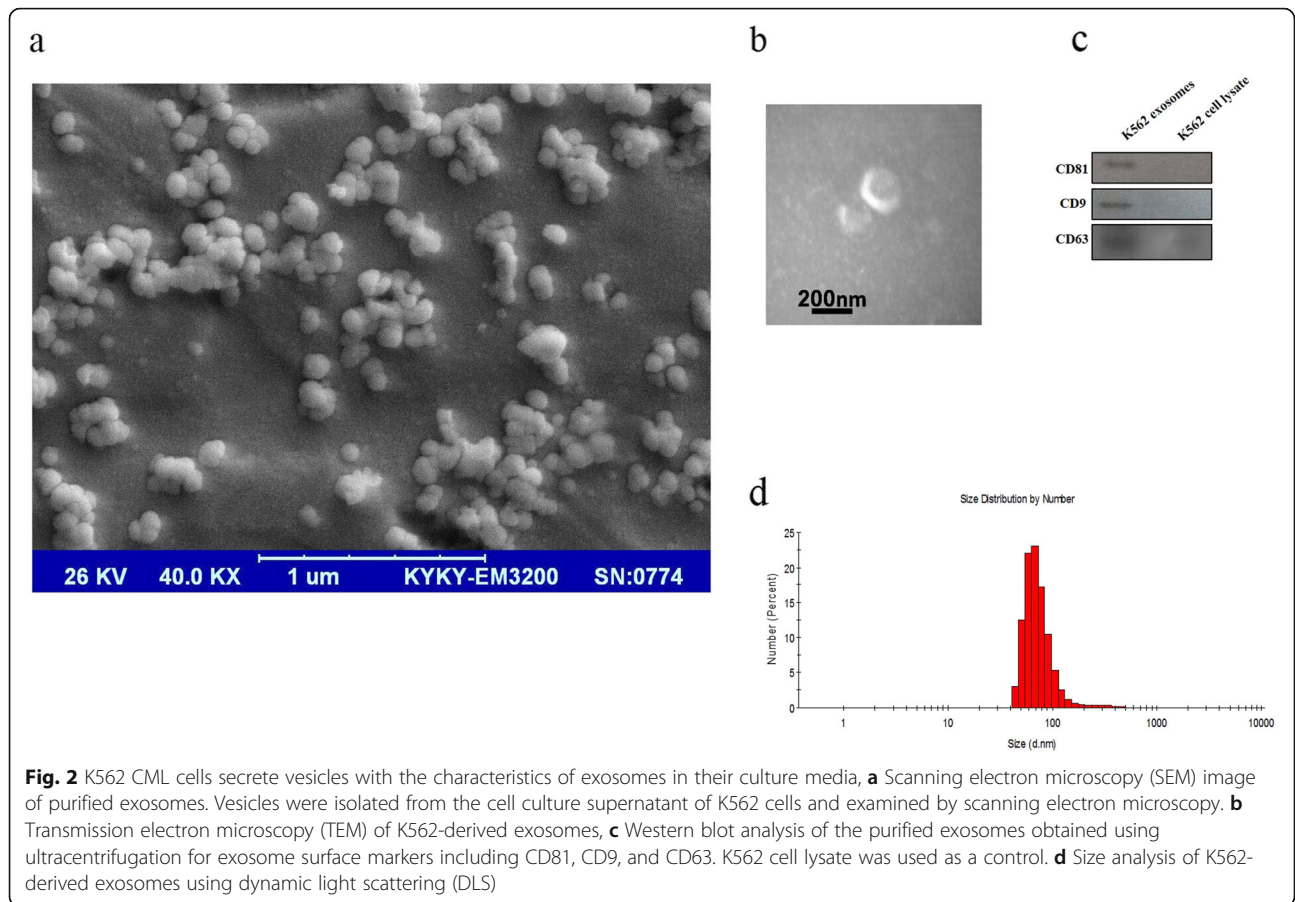 a
b
c
26 KV 40.0 KX 1 um KYKY-EM3200 SN:0774
200nm
K562 exosomes
K562 cell lysate
CD81
CD9
CD63
d
Size Distribution by Number
Number (Percent)
25
20
15
10
5
0
1 10 100 1000 10000
Size (d.nm)
Fig. 2 K562 CML cells secrete vesicles with the characteristics of exosomes in their culture media, a Scanning electron microscopy (SEM) image
of purified exosomes. Vesicles were isolated from the cell culture supernatant of K562 cells and examined by scanning electron microscopy. b
Transmission electron microscopy (TEM) of K562-derived exosomes, c Western blot analysis of the purified exosomes obtained using
ultracentrifugation for exosome surface markers including CD81, CD9, and CD63. K562 cell lysate was used as a control. d Size analysis of K562-
derived exosomes using dynamic light scattering (DLS)